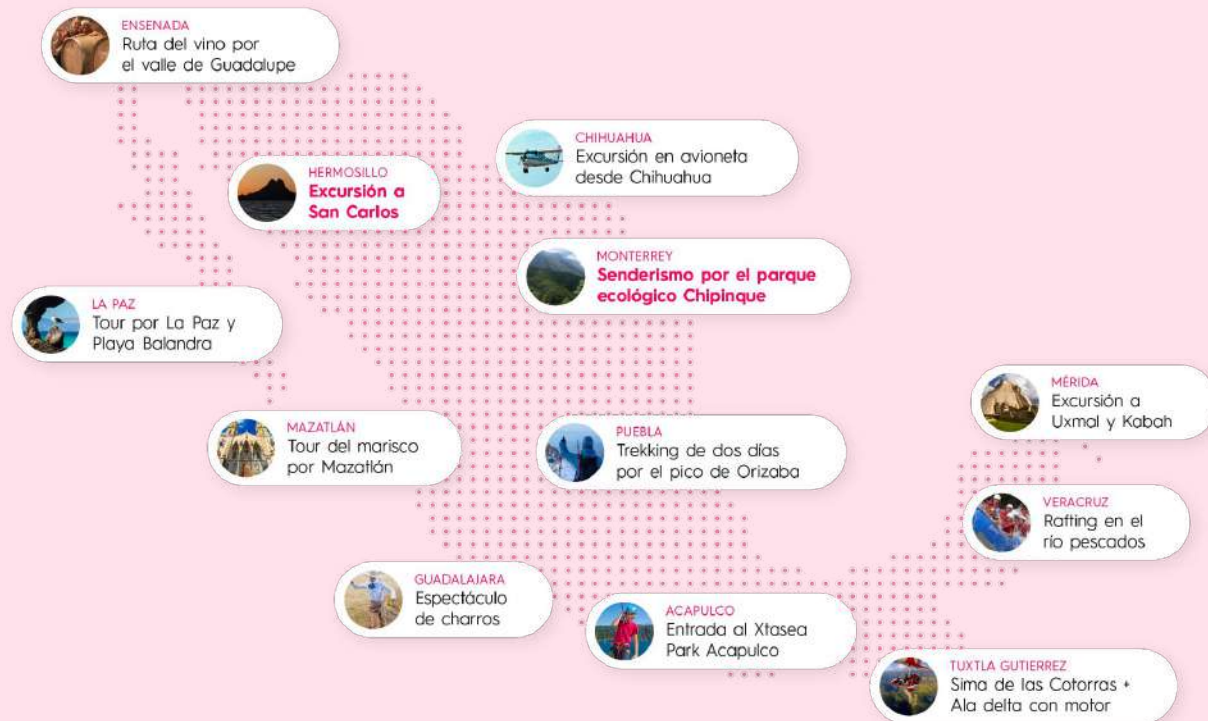 ENSENADA
Ruta del vino por
el valle de Guadalupe
CHIHUAHUA
Excursión en avioneta
desde Chihuahua
HERMOSILLO
Excursión a
San Carlos
MONTERREY
Senderismo por el parque
ecológico Chipinque
LA PAZ
Tour por La Paz y
Playa Balandra
MÉRIDA
Excursión a
Uxmal y Kabah
MAZATLÁN
Tour del marisco
por Mazatlán
PUEBLA
Trekking de dos días
por el pico de Orizaba
VERACRUZ
Rafting en el
río pescados
GUADALAJARA
Espectáculo
de charros
ACAPULCO
Entrada al Xtasea
Park Acapulco
TUXTLA GUTIERREZ
Sima de las Cotorras +
Ala delta con motor